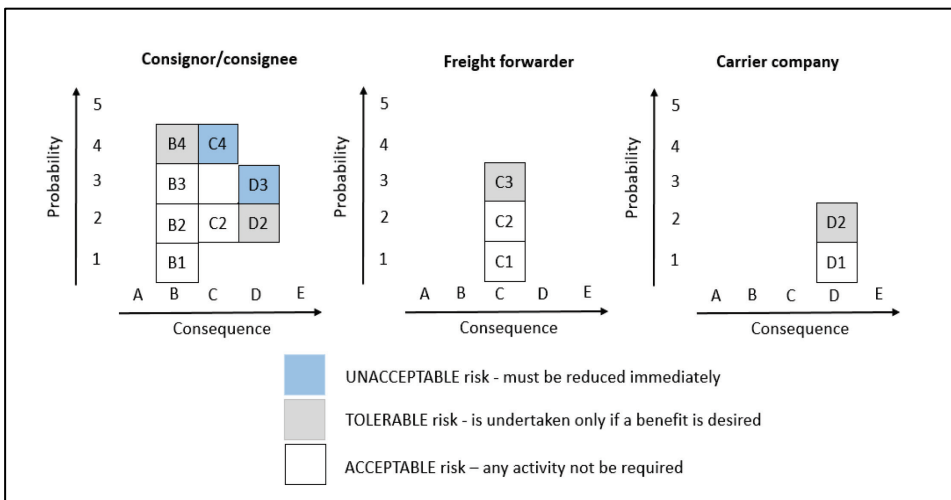 Consignor/consignee
Probability
5
4
3
2
1
B4 C4
B3 D3
B2 C2 D2
B1
A B C D E
Consequence
Freight forwarder
Probability
5
4
3
2
1
C3
C2
C1
A B C D E
Consequence
Carrier company
Probability
5
4
3
2
1
D2
D1
A B C D E
Consequence
UNACCEPTABLE risk - must be reduced immediately
TOLERABLE risk - is undertaken only if a benefit is desired
ACCEPTABLE risk – any activity not be required